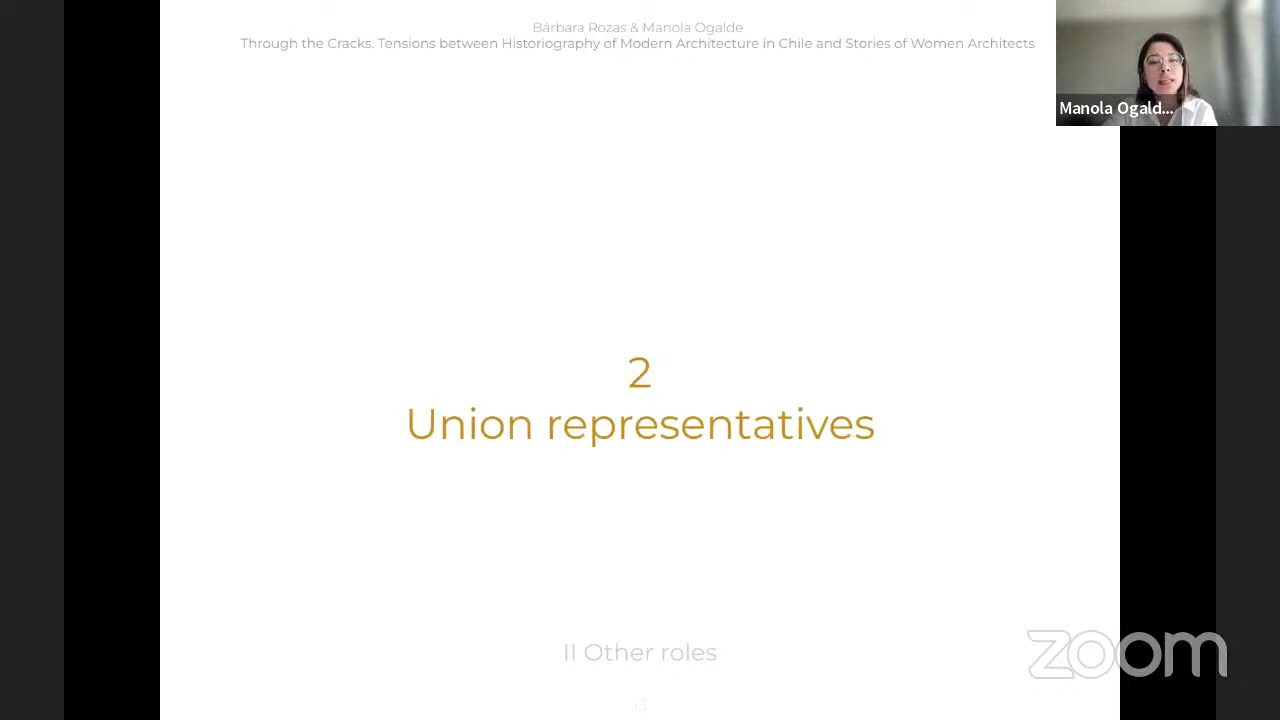 Bárbara Rozas & Manola Ogalde
Through the Cracks. Tensions between Historiography of Modern Architecture in Chile and Stories of Women Architects
Manola Ogald...
2
Union representatives
II Other roles
zoom